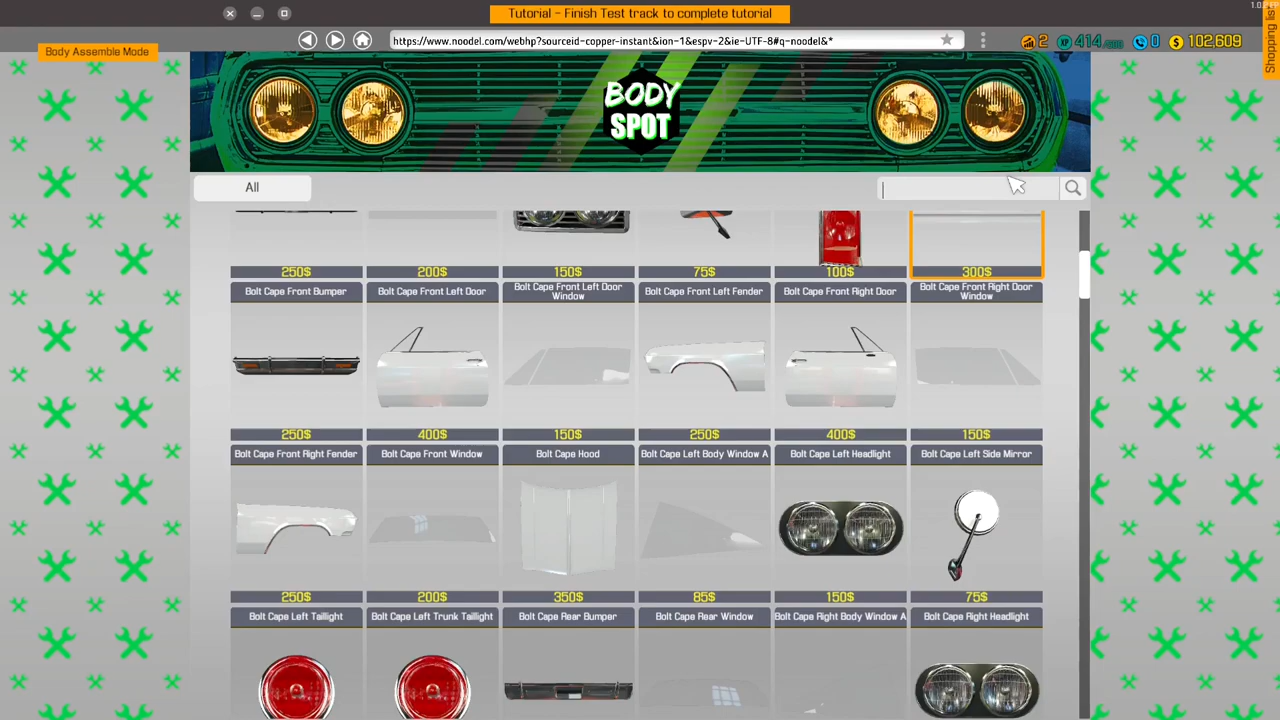 1.0.2 EP
Tutorial - Finish Test track to complete tutorial
Shopping list
Body Assemble Mode
https://www.noodel.com/webhp?sourceid=copper-instant&ion-1&espv-2&ie-UTF-8#q-noodel&*
2
XP 414
0
$ 102,609
BODY
SPOT
All
250$ 200$ 150$ 75$ 100$ 300$
Bolt Cape Front Bumper
Bolt Cape Front Left Door
Bolt Cape Front Left Door
Window
Bolt Cape Front Left Fender
Bolt Cape Front Right Door
Bolt Cape Front Right Door
Window
250$ 400$ 150$ 250$ 400$ 150$
Bolt Cape Front Right Fender
Bolt Cape Front Window
Bolt Cape Hood
Bolt Cape Left Body Window A
Bolt Cape Left Headlight
Bolt Cape Left Side Mirror
250$ 200$ 350$ 85$ 150$ 75$
Bolt Cape Left Taillight
Bolt Cape Left Trunk Taillight
Bolt Cape Rear Bumper
Bolt Cape Rear Window
Bolt Cape Right Body Window A
Bolt Cape Right Headlight